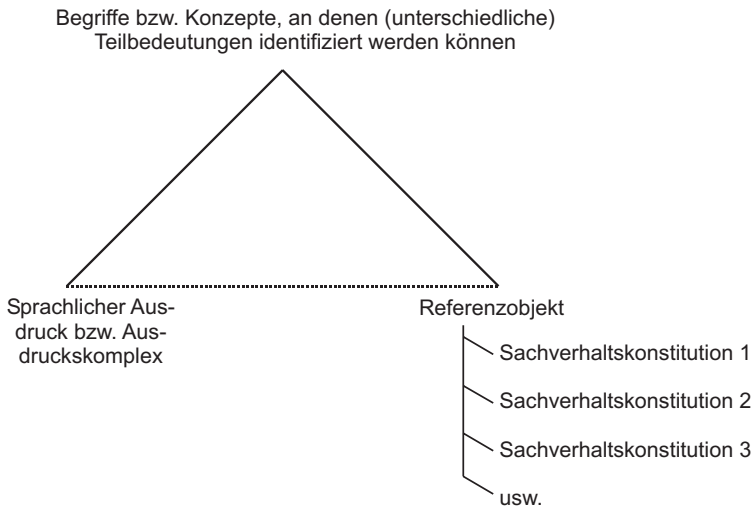 Begriffe bzw. Konzepte, an denen (unterschiedliche)
Teilbedeutungen identifiziert werden können
Sprachlicher Aus-
druck bzw. Aus-
druckskomplex
Referenzobjekt
Sachverhaltskonstitution 1
Sachverhaltskonstitution 2
Sachverhaltskonstitution 3
usw.